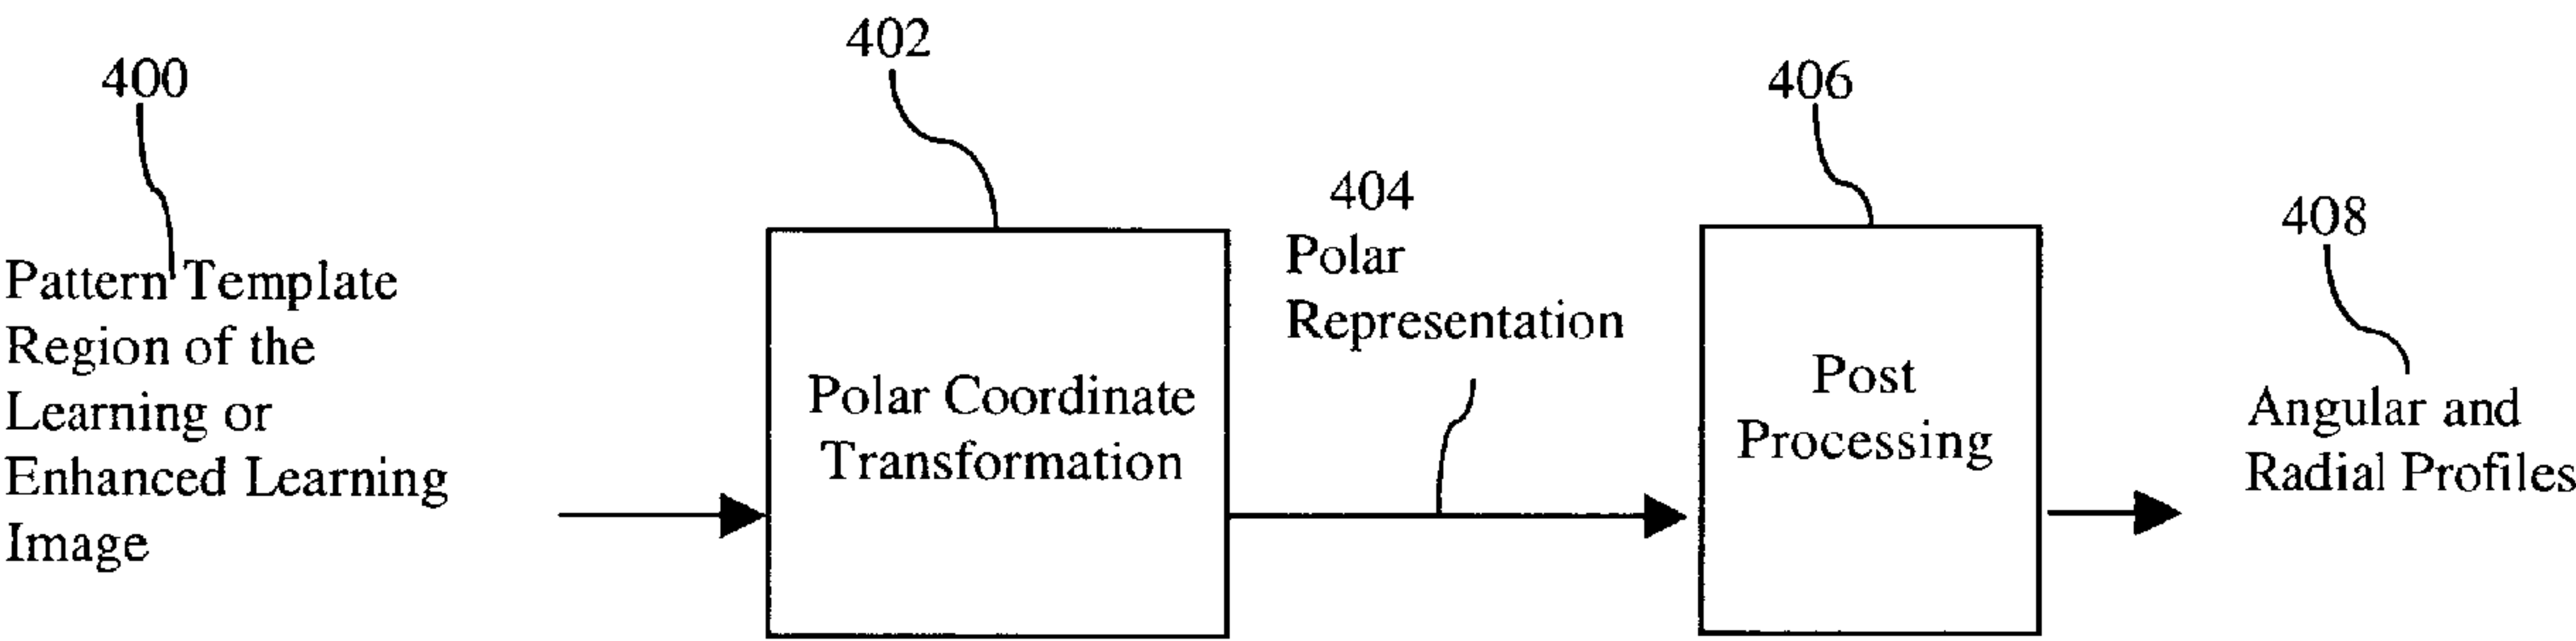 400
Pattern Template
Region of the
Learning or
Enhanced Learning
Image
402
Polar Coordinate
Transformation
404
Polar
Representation
406
Post
Processing
408
Angular and
Radial Profiles